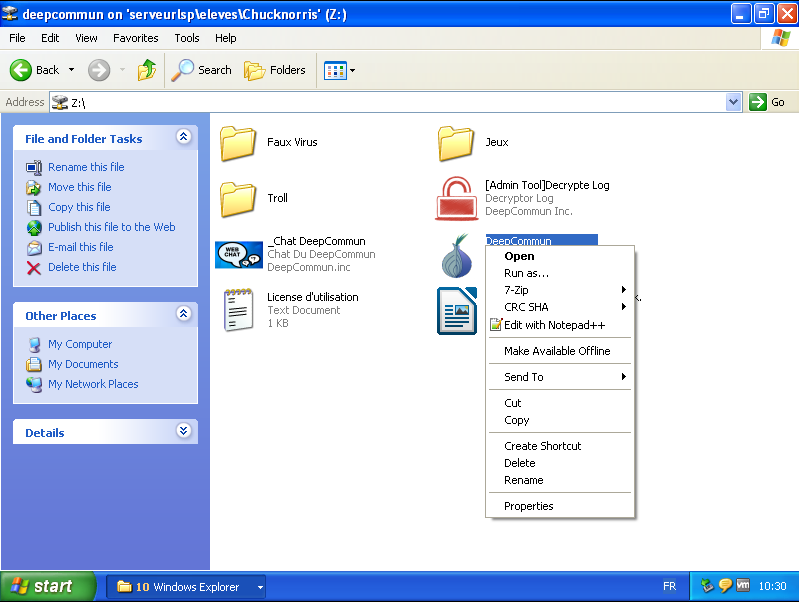 deepcommun on 'serveurlsp\eleves\Chucknorris' (Z:)
File Edit View Favorites Tools Help
Back Search Folders
Address Z:\ Go
File and Folder Tasks
Rename this file
Move this file
Copy this file
Publish this file to the Web
E-mail this file
Delete this file
Other Places
My Computer
My Documents
My Network Places
Details
Faux Virus
Jeux
Troll
[Admin Tool]Decrypte Log
Decryptor Log
DeepCommun Inc.
WEB CHAT
_Chat DeepCommun
Chat Du DeepCommun
DeepCommun.inc
DeepCommun
License d'utilisation
Text Document
1 KB
Open
Run as...
7-Zip
CRC SHA
Edit with Notepad++
Make Available Offline
Send To
Cut
Copy
Create Shortcut
Delete
Rename
Properties
start 10 Windows Explorer FR vm 10:30